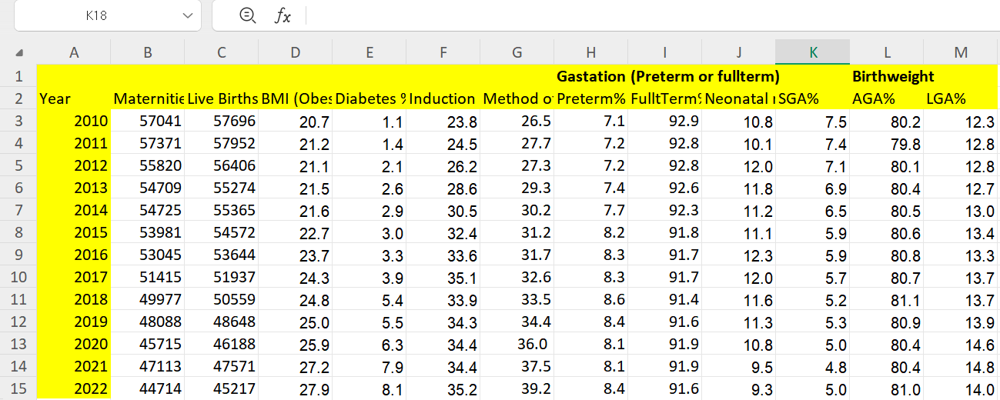 K18 fx
A B C D E F G H I J K L M
1 Gastation (Preterm or fullterm) Birthweight
2 Year Maternitie Live Births BMI (Obes Diabetes % Induction Method o Preterm% FulltTerm% Neonatal SGA% AGA% LGA%
3 2010 57041 57696 20.7 1.1 23.8 26.5 7.1 92.9 10.8 7.5 80.2 12.3
4 2011 57371 57952 21.2 1.4 24.5 27.7 7.2 92.8 10.1 7.4 79.8 12.8
5 2012 55820 56406 21.1 2.1 26.2 27.3 7.2 92.8 12.0 7.1 80.1 12.8
6 2013 54709 55274 21.5 2.6 28.6 29.3 7.4 92.6 11.8 6.9 80.4 12.7
7 2014 54725 55365 21.6 2.9 30.5 30.2 7.7 92.3 11.2 6.5 80.5 13.0
8 2015 53981 54572 22.7 3.0 32.4 31.2 8.2 91.8 11.1 5.9 80.6 13.4
9 2016 53045 53644 23.7 3.3 33.6 31.7 8.3 91.7 12.3 5.9 80.8 13.3
10 2017 51415 51937 24.3 3.9 35.1 32.6 8.3 91.7 12.0 5.7 80.7 13.7
11 2018 49977 50559 24.8 5.4 33.9 33.5 8.6 91.4 11.6 5.2 81.1 13.7
12 2019 48088 48648 25.0 5.5 34.3 34.4 8.4 91.6 11.3 5.3 80.9 13.9
13 2020 45715 46188 25.9 6.3 34.4 36.0 8.1 91.9 10.8 5.0 80.4 14.6
14 2021 47113 47571 27.2 7.9 34.4 37.5 8.1 91.9 9.5 4.8 80.4 14.8
15 2022 44714 45217 27.9 8.1 35.2 39.2 8.4 91.6 9.3 5.0 81.0 14.0